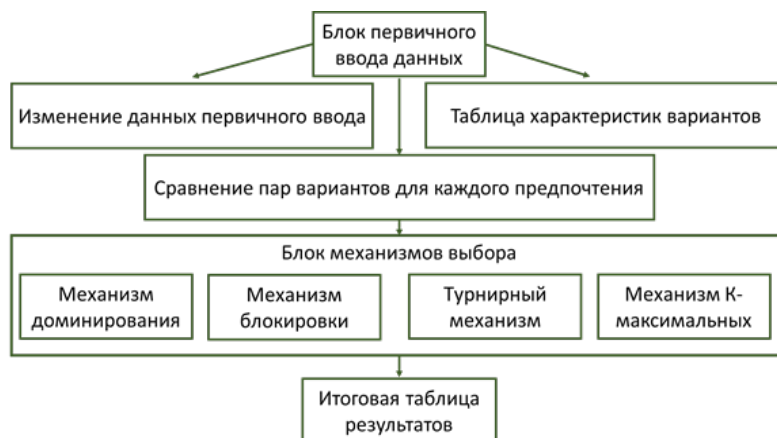 Блок первичного
ввода данных
Изменение данных первичного ввода
Таблица характеристик вариантов
Сравнение пар вариантов для каждого предпочтения
Блок механизмов выбора
Механизм
доминирования
Механизм
блокировки
Турнирный
механизм
Механизм К-
максимальных
Итоговая таблица
результатов